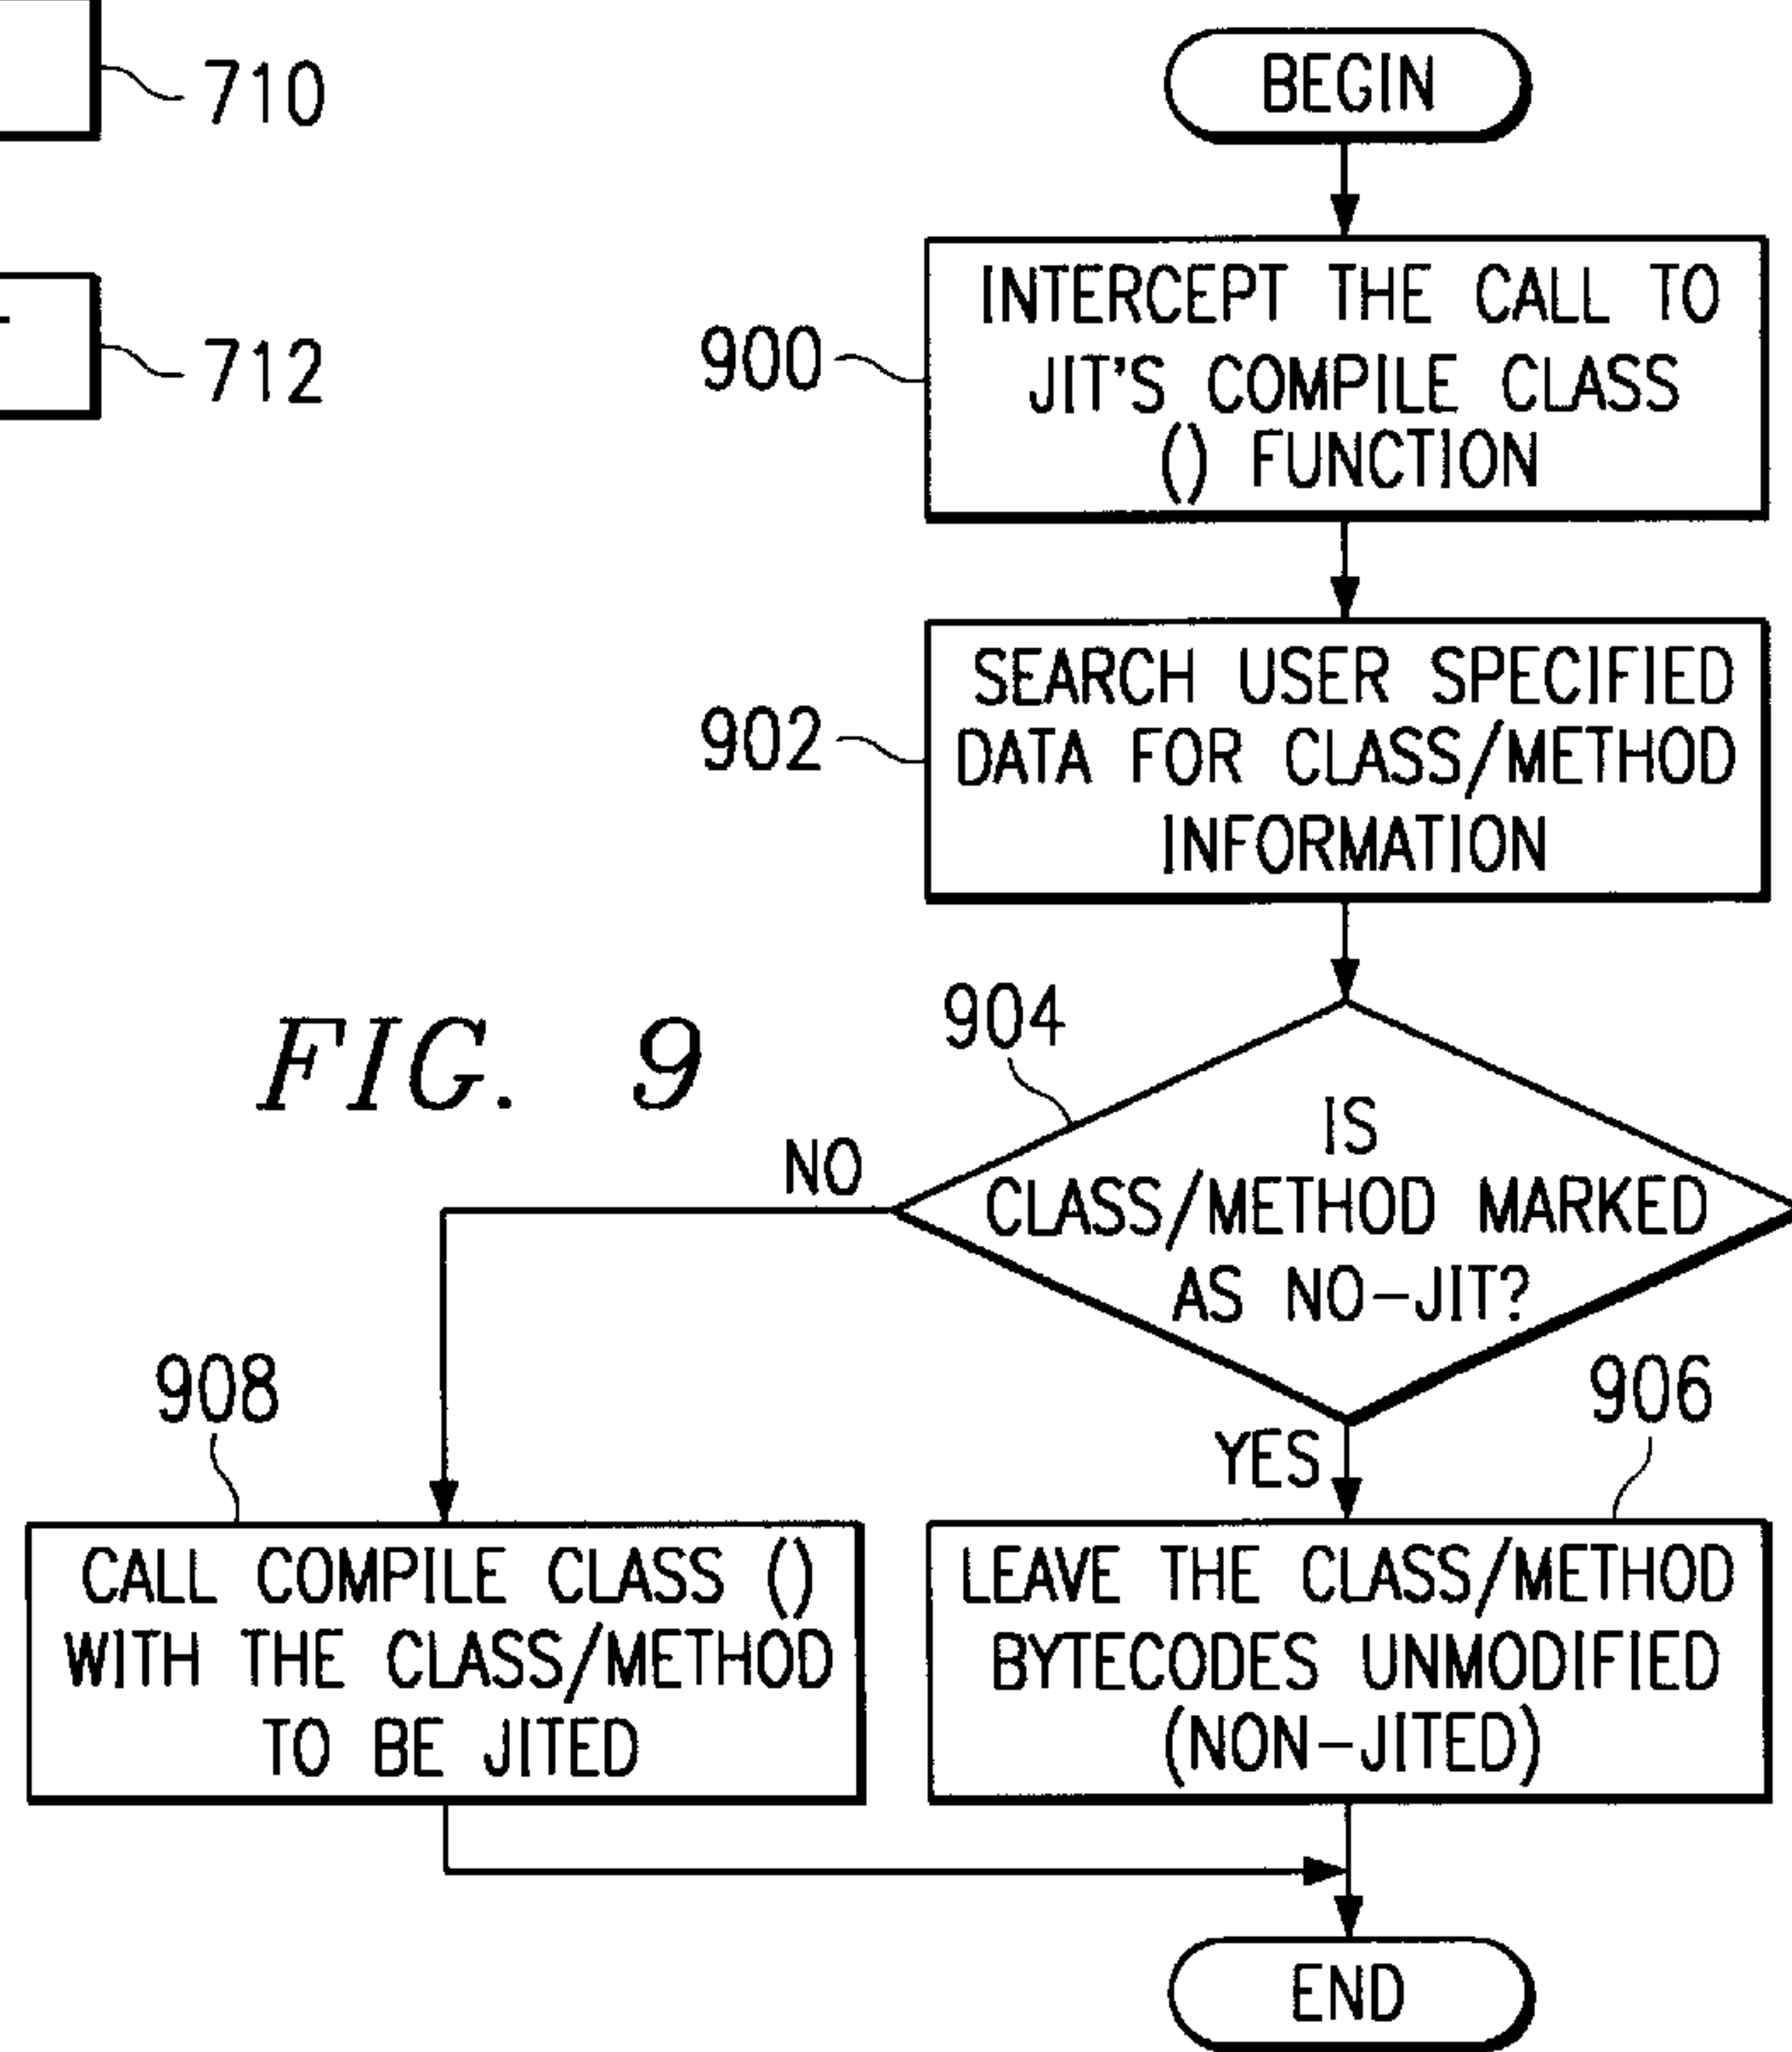 710
712
BEGIN
900
INTERCEPT THE CALL TO
JIT'S COMPILE CLASS
() FUNCTION
902
SEARCH USER SPECIFIED
DATA FOR CLASS/METHOD
INFORMATION
FIG. 9
904
IS
CLASS/METHOD MARKED
AS NO-JIT?
NO
YES
908
CALL COMPILE CLASS ()
WITH THE CLASS/METHOD
TO BE JITED
906
LEAVE THE CLASS/METHOD
BYTECODES UNMODIFIED
(NON-JITED)
END